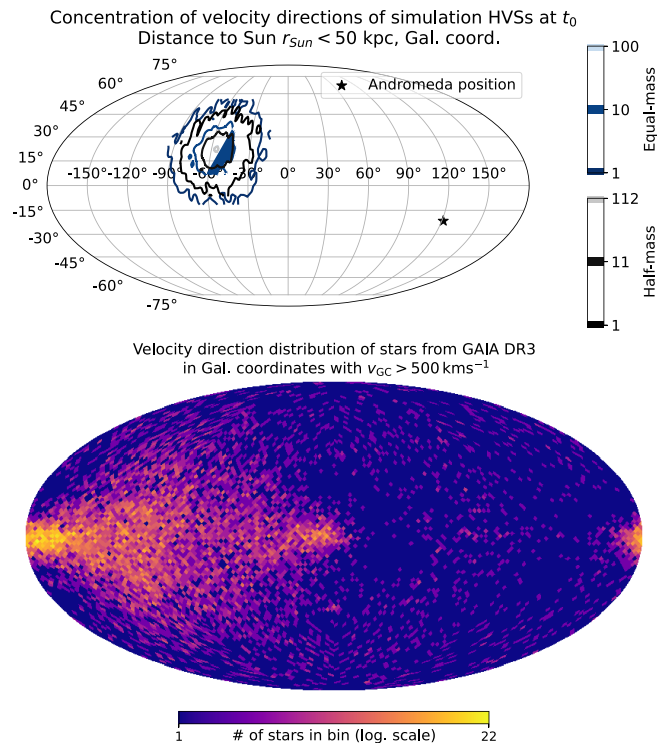 Concentration of velocity directions of simulation HVSs at t₀
Distance to Sun r_Sun < 50 kpc, Gal. coord.
★ Andromeda position
75°
45°
30°
15°
0°
-15°
-30°
-45°
-60°
-75°
-150°-120°-90° -60° -30° 0° 30° 60° 90° 120°150°
100
10
1
Equal-mass
112
11
1
Half-mass
Velocity direction distribution of stars from GAIA DR3
in Gal. coordinates with v_GC > 500 kms⁻¹
1
# of stars in bin (log. scale)
22